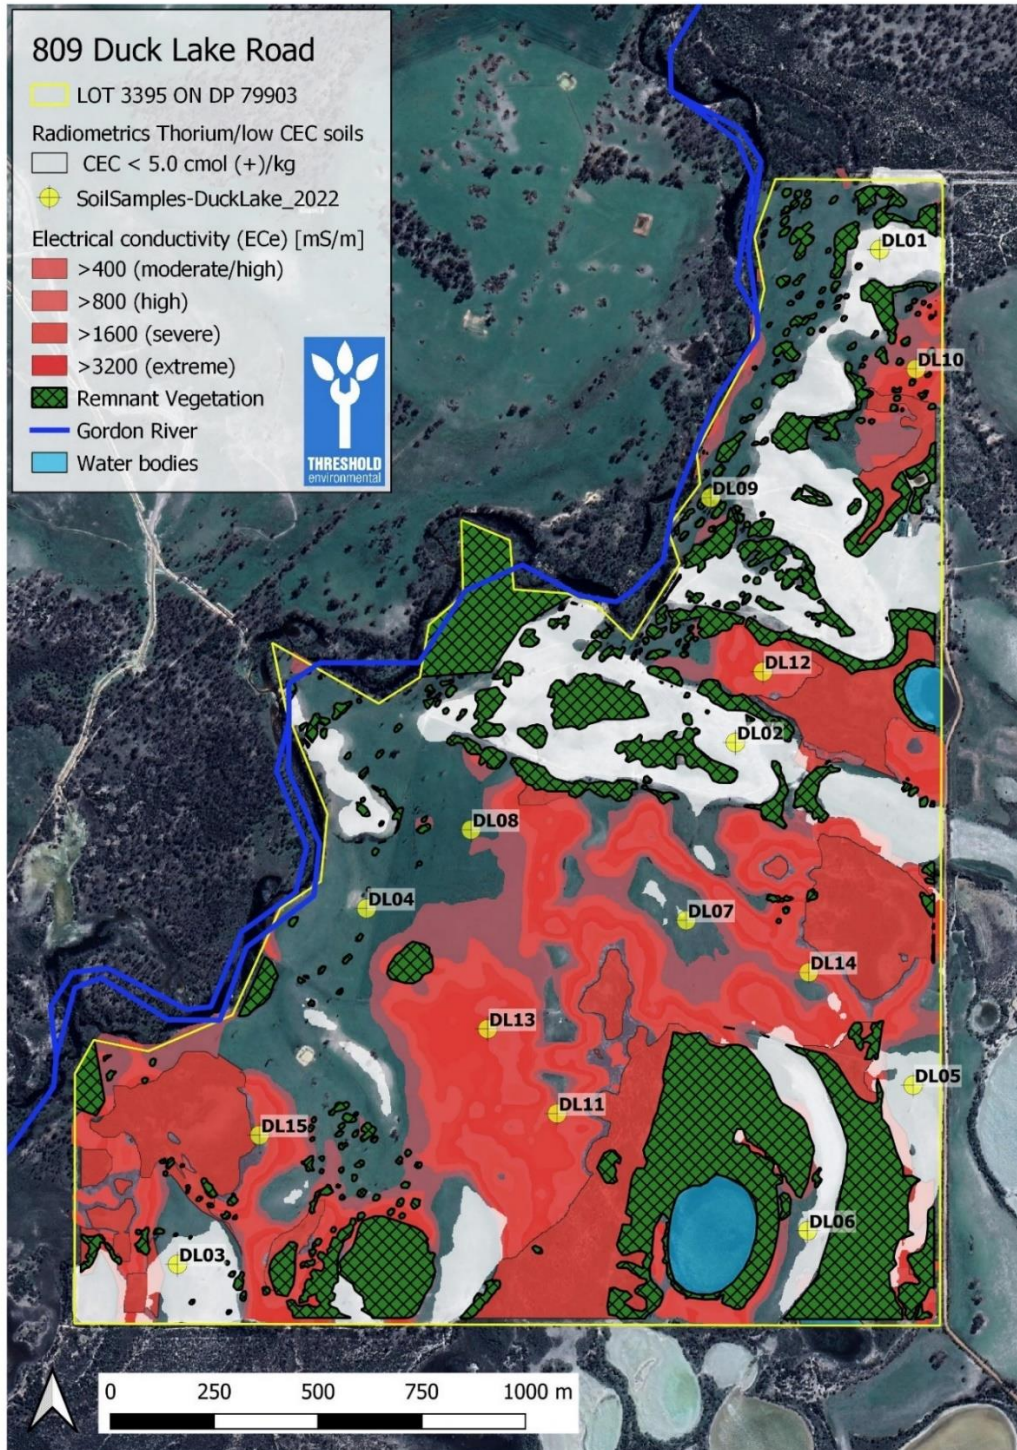 809 Duck Lake Road
LOT 3395 ON DP 79903
Radiometrics Thorium/low CEC soils
CEC < 5.0 cmol (+)/kg
SoilSamples-DuckLake_2022
Electrical conductivity (ECe) [mS/m]
>400 (moderate/high)
>800 (high)
>1600 (severe)
>3200 (extreme)
Remnant Vegetation
Gordon River
Water bodies
THRESHOLD
environmental
DL01
DL10
DL09
DL12
DL02
DL08
DL04
DL07
DL14
DL13
DL05
DL11
DL15
DL06
DL03
0 250 500 750 1000 m